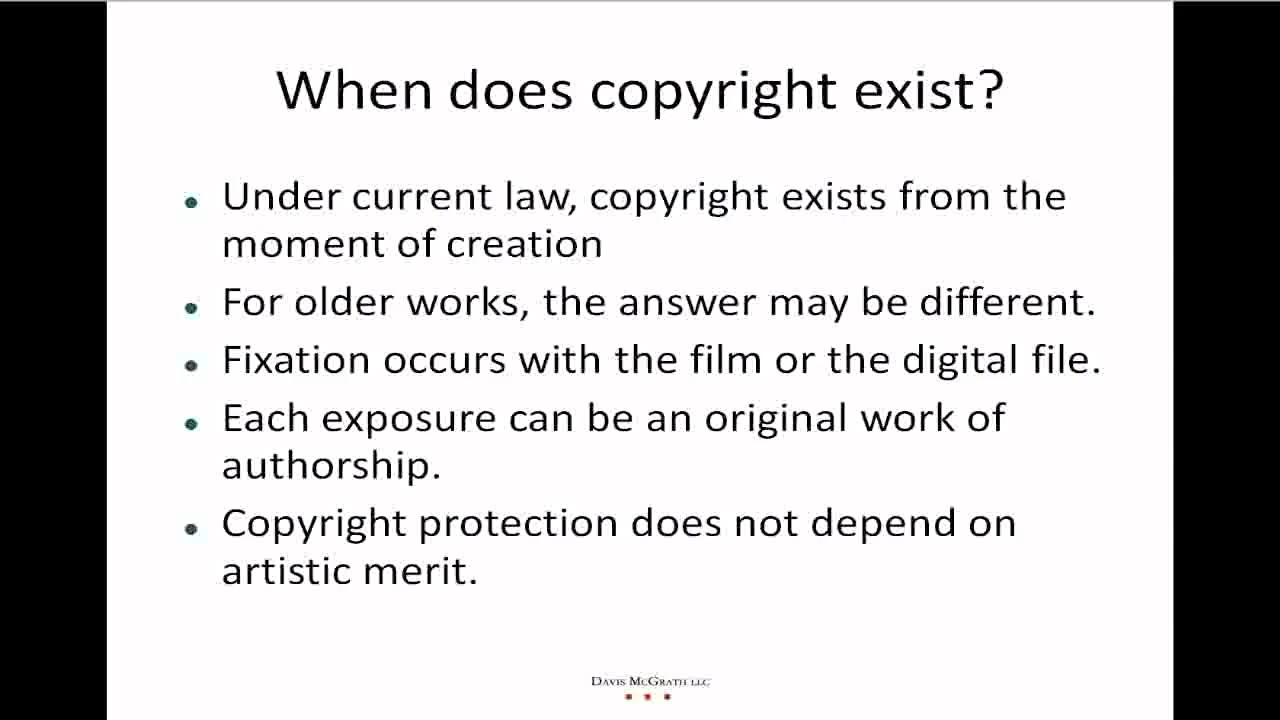 When does copyright exist?
Under current law, copyright exists from the
moment of creation
For older works, the answer may be different.
Fixation occurs with the film or the digital file.
Each exposure can be an original work of
authorship.
Copyright protection does not depend on
artistic merit.
DAVIS MCGRATH LLC